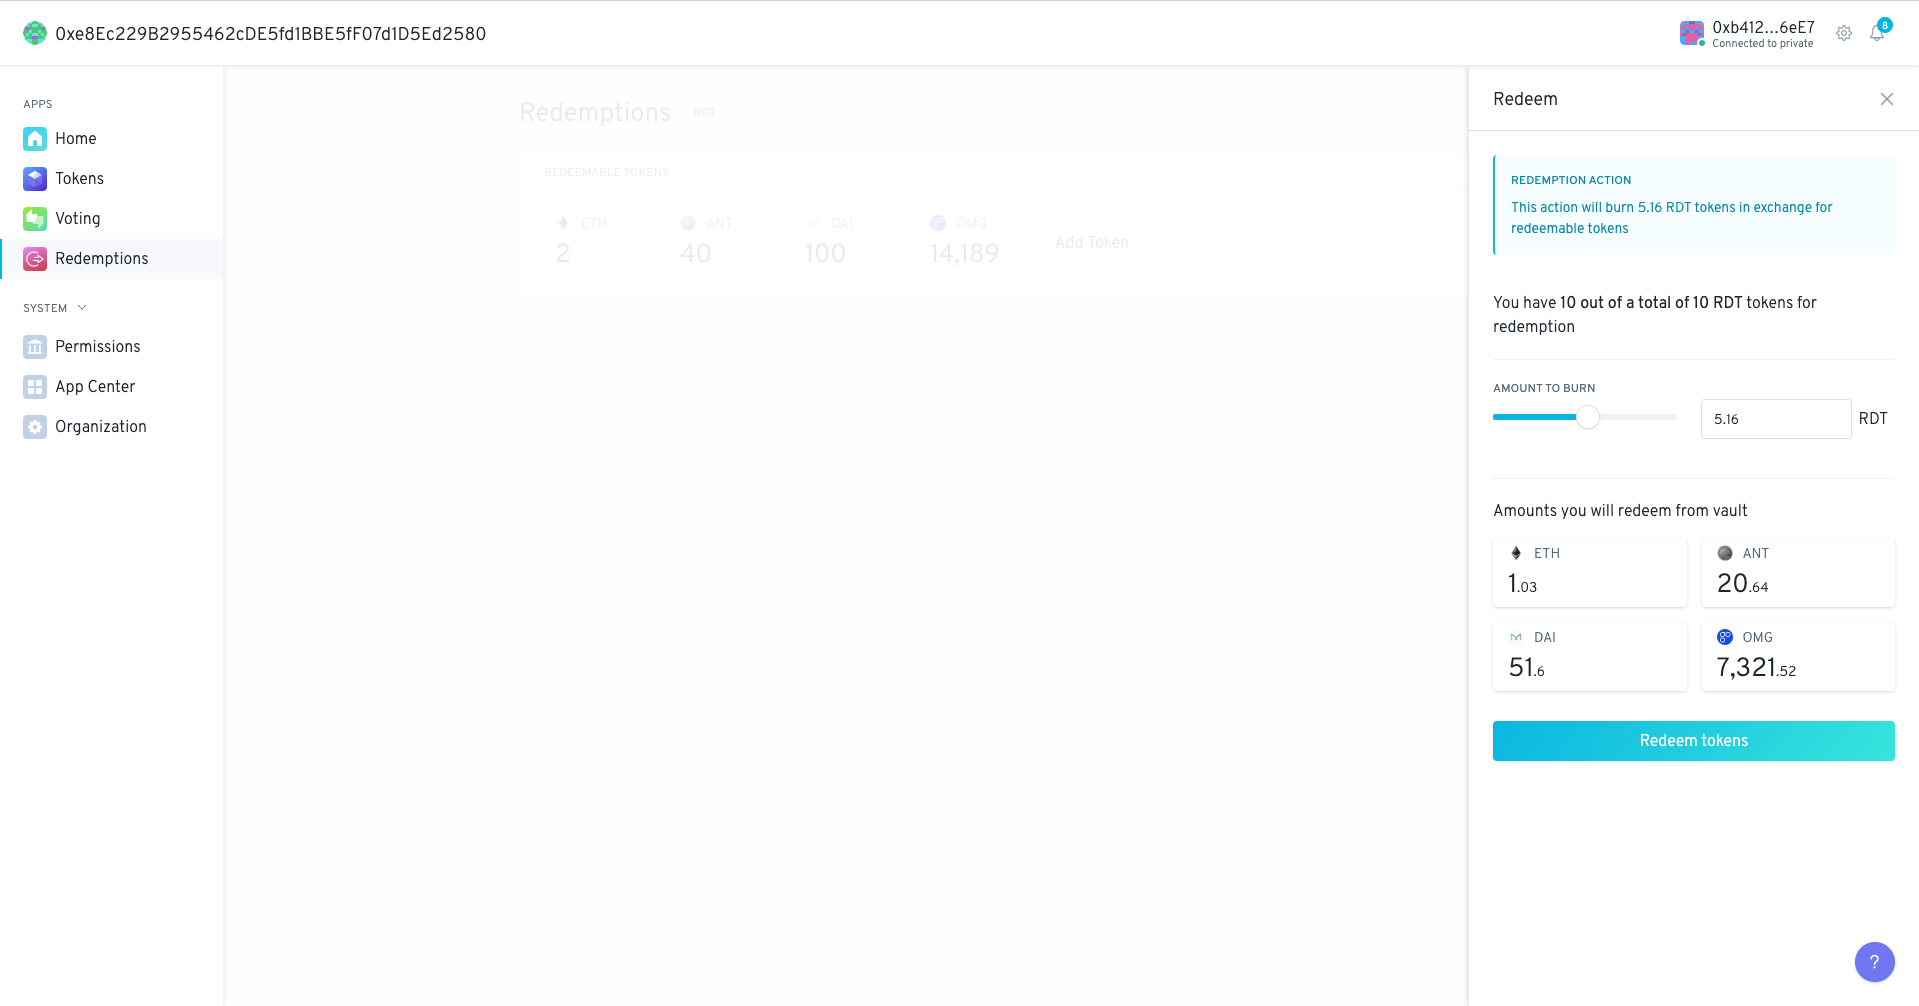 0xe8Ec229B2955462cDE5fd1BBE5fF07d1D5Ed2580
0xb412...6eE7
Connected to private
8
APPS
Home
Tokens
Voting
Redemptions
SYSTEM
Permissions
App Center
Organization
Redemptions RDT
REDEEMABLE TOKENS
ETH ANT DAI OMG
2 40 100 14,189
Add Token
Redeem
REDEMPTION ACTION
This action will burn 5.16 RDT tokens in exchange for
redeemable tokens
You have 10 out of a total of 10 RDT tokens for
redemption
AMOUNT TO BURN
5.16 RDT
Amounts you will redeem from vault
ETH
1.03
ANT
20.64
DAI
51.6
OMG
7,321.52
Redeem tokens
?